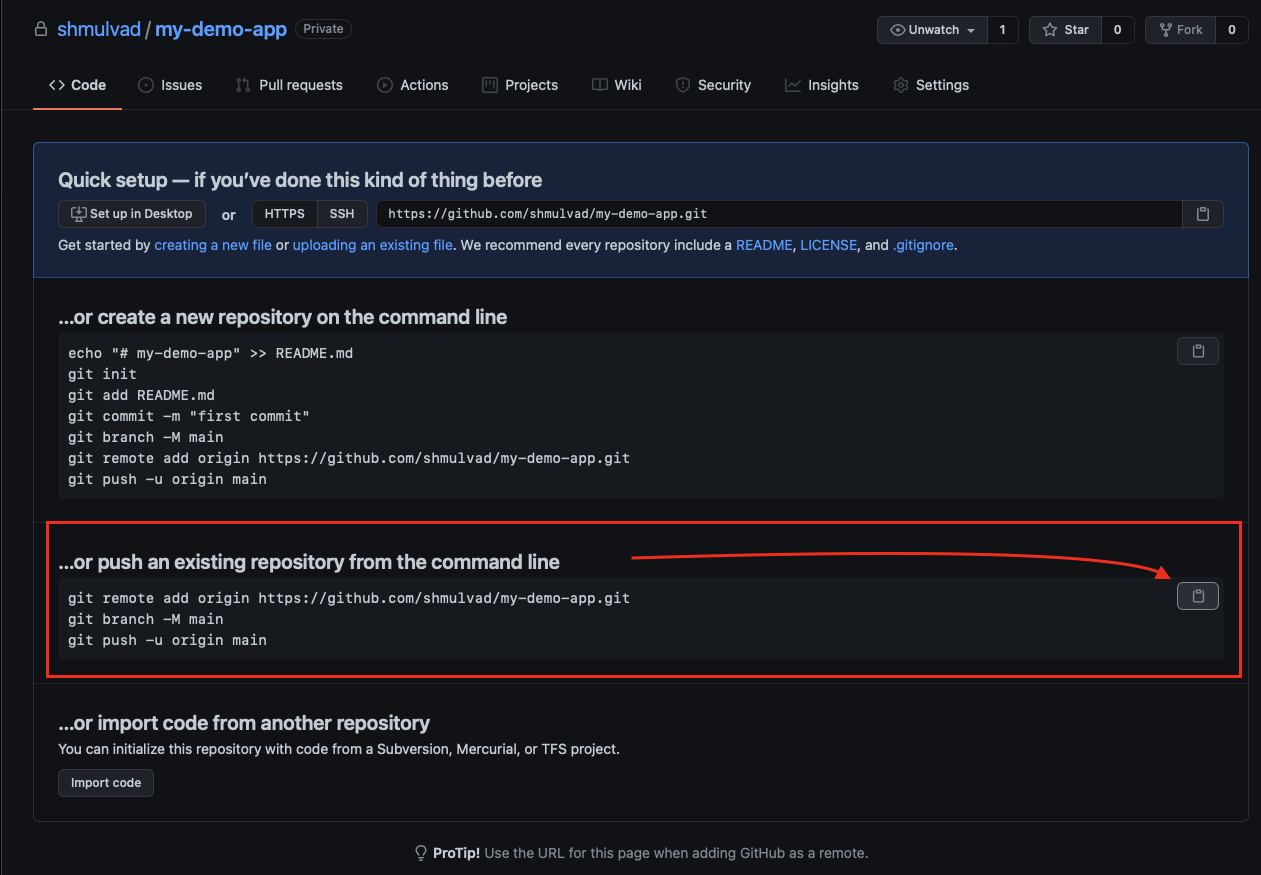 shmulvad / my-demo-app Private
Unwatch 1 Star 0 Fork 0
Code Issues Pull requests Actions Projects Wiki Security Insights Settings
Quick setup — if you’ve done this kind of thing before
Set up in Desktop or HTTPS SSH https://github.com/shmulvad/my-demo-app.git
Get started by creating a new file or uploading an existing file. We recommend every repository include a README, LICENSE, and .gitignore.
...or create a new repository on the command line
echo "# my-demo-app" >> README.md
git init
git add README.md
git commit -m "first commit"
git branch -M main
git remote add origin https://github.com/shmulvad/my-demo-app.git
git push -u origin main
...or push an existing repository from the command line
git remote add origin https://github.com/shmulvad/my-demo-app.git
git branch -M main
git push -u origin main
...or import code from another repository
You can initialize this repository with code from a Subversion, Mercurial, or TFS project.
Import code
ProTip! Use the URL for this page when adding GitHub as a remote.